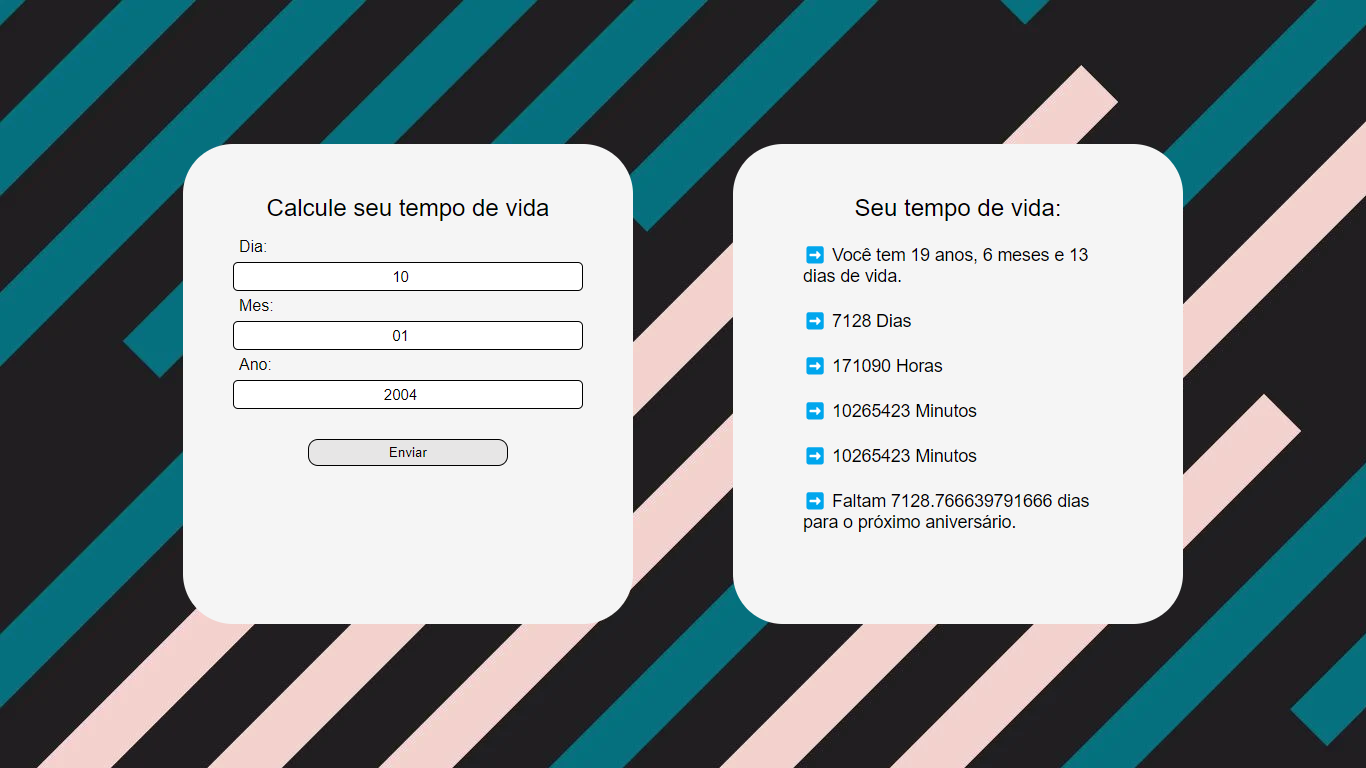 Calcule seu tempo de vida
Dia:
10
Mes:
01
Ano:
2004
Enviar
Seu tempo de vida:
➡️ Você tem 19 anos, 6 meses e 13
dias de vida.
➡️ 7128 Dias
➡️ 171090 Horas
➡️ 10265423 Minutos
➡️ 10265423 Minutos
➡️ Faltam 7128.766639791666 dias
para o próximo aniversário.